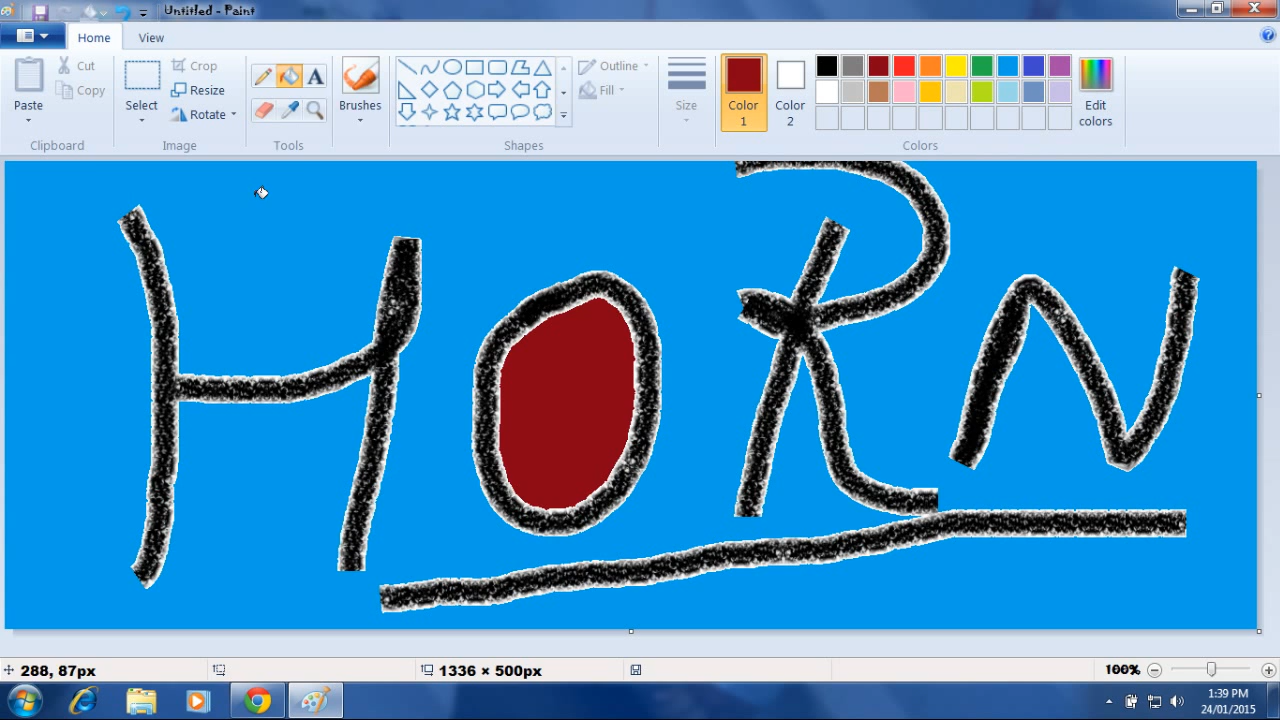 Untitled - Paint
Home View
Paste
Cut
Copy
Clipboard
Select
Crop
Resize
Rotate
Image
A
Tools
Brushes
Outline
Fill
Shapes
Size
Color 1
Color 2
Edit colors
Colors
HORN
288, 87px
1336 × 500px
100%
1:39 PM
24/01/2015